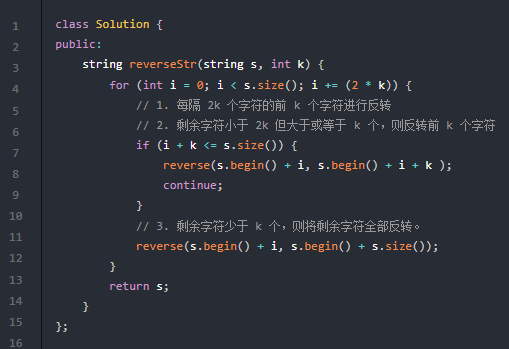 1 class Solution {
2 public:
3     string reverseStr(string s, int k) {
4         for (int i = 0; i < s.size(); i += (2 * k)) {
5             // 1. 每隔 2k 个字符的前 k 个字符进行反转
6             // 2. 剩余字符小于 2k 但大于或等于 k 个，则反转前 k 个字符
7             if (i + k <= s.size()) {
8                 reverse(s.begin() + i, s.begin() + i + k );
9                 continue;
10             }
11             // 3. 剩余字符少于 k 个，则将剩余字符全部反转。
12             reverse(s.begin() + i, s.begin() + s.size());
13         }
14         return s;
15     }
16 };